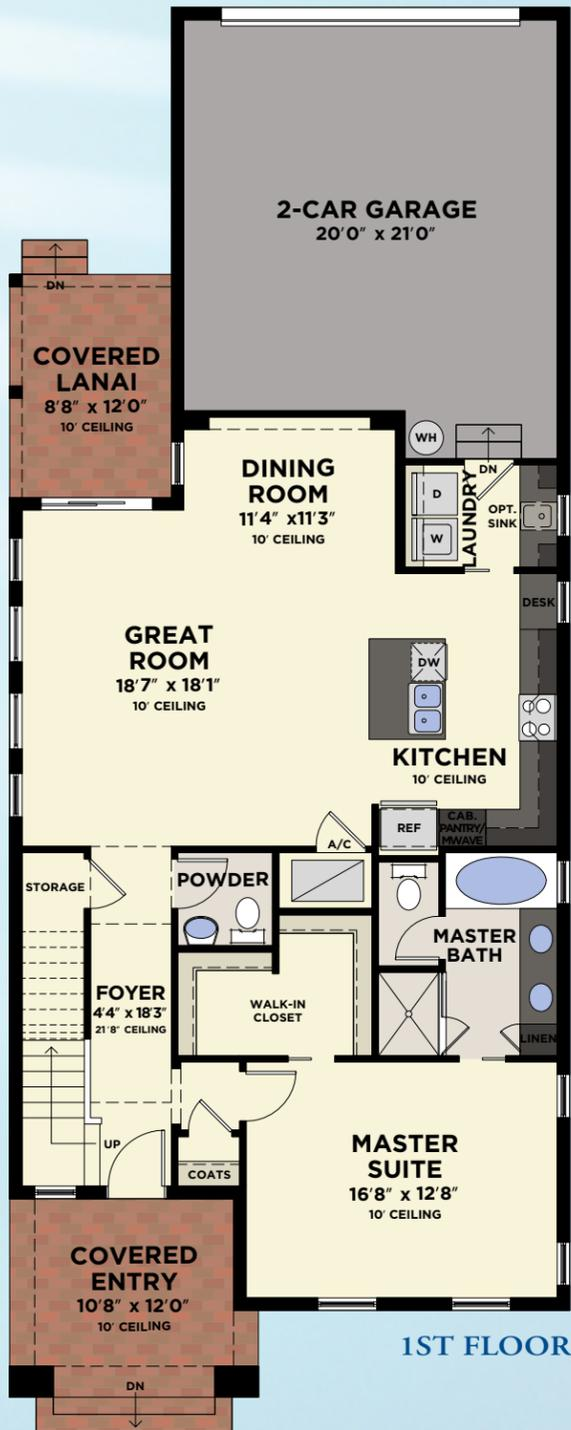 2-CAR GARAGE
20'0" x 21'0"
DN
COVERED
LANAI
8'8" x 12'0"
10' CEILING
WH
DN
DINING
ROOM
11'4" x11'3"
10' CEILING
D
W
LAUNDRY
OPT.
SINK
DESK
GREAT
ROOM
18'7" x 18'1"
10' CEILING
DW
KITCHEN
10' CEILING
REF
CAB.
PANTRY/
MWAVE
A/C
STORAGE
POWDER
MASTER
BATH
FOYER
4'4" x 18'3"
21'8" CEILING
WALK-IN
CLOSET
LINEN
UP
COATS
MASTER
SUITE
16'8" x 12'8"
10' CEILING
COVERED
ENTRY
10'8" x 12'0"
10' CEILING
DN
1ST FLOOR